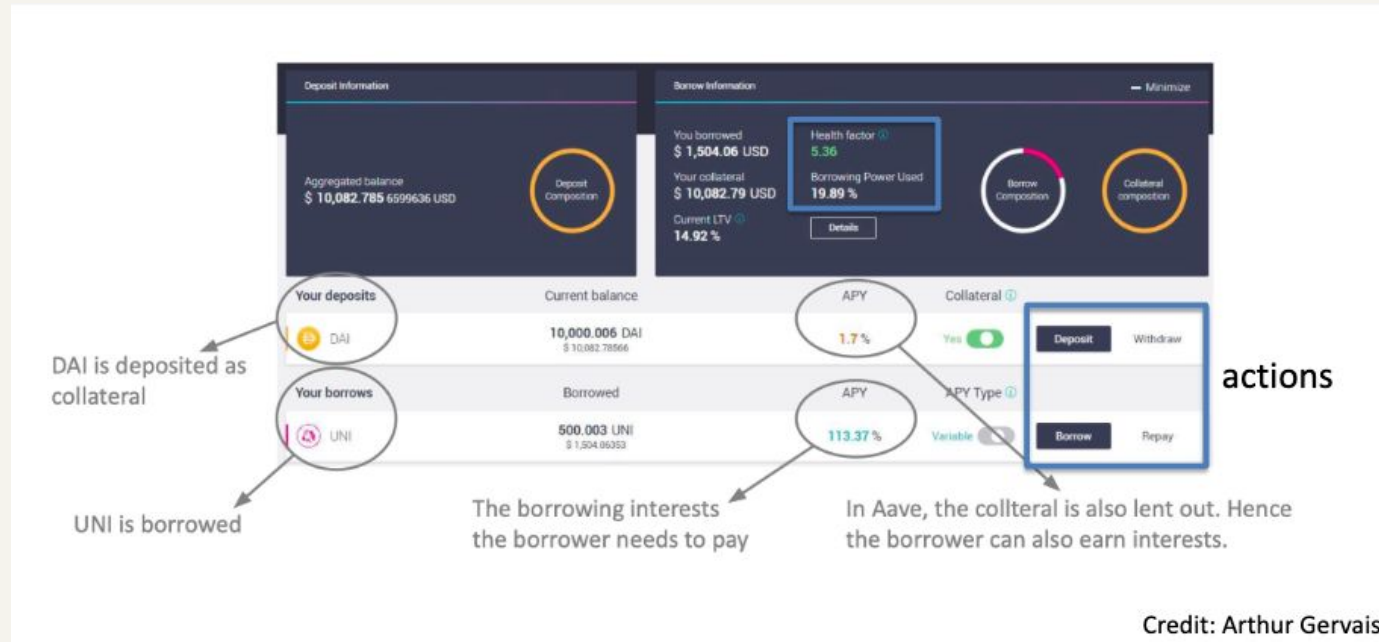 Deposit Information
Aggregated balance
$ 10,082.785 6599636 USD
Deposit
Composition
Borrow Information
Minimize
You borrowed
$ 1,504.06 USD
Your collateral
$ 10,082.79 USD
Current LTV
14.92 %
Health factor
5.36
Borrowing Power Used
19.89 %
Details
Borrow
Composition
Collateral
composition
Your deposits Current balance APY Collateral
DAI 10,000.006 DAI 1.7 % Yes Deposit Withdraw
$ 10,082.78566
Your borrows Borrowed APY APY Type
UNI 500.003 UNI 113.37 % Variable Borrow Repay
$ 1,504.06353
actions
DAI is deposited as
collateral
UNI is borrowed
The borrowing interests
the borrower needs to pay
In Aave, the collteral is also lent out. Hence
the borrower can also earn interests.
Credit: Arthur Gervais